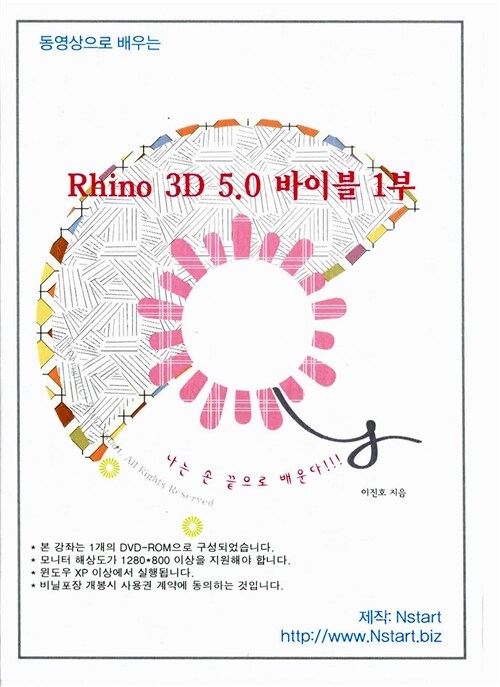 동영상으로 배우는
Rhino 3D 5.0 바이블 1부
나는 손 끝으로 배운다!!!
All Rights Reserved
이진호 지음
* 본 강좌는 1개의 DVD-ROM으로 구성되었습니다.
* 모니터 해상도가 1280*800 이상을 지원해야 합니다.
* 윈도우 XP 이상에서 실행됩니다.
* 비닐포장 개봉시 사용권 계약에 동의하는 것입니다.
제작: Nstart
http://www.Nstart.biz